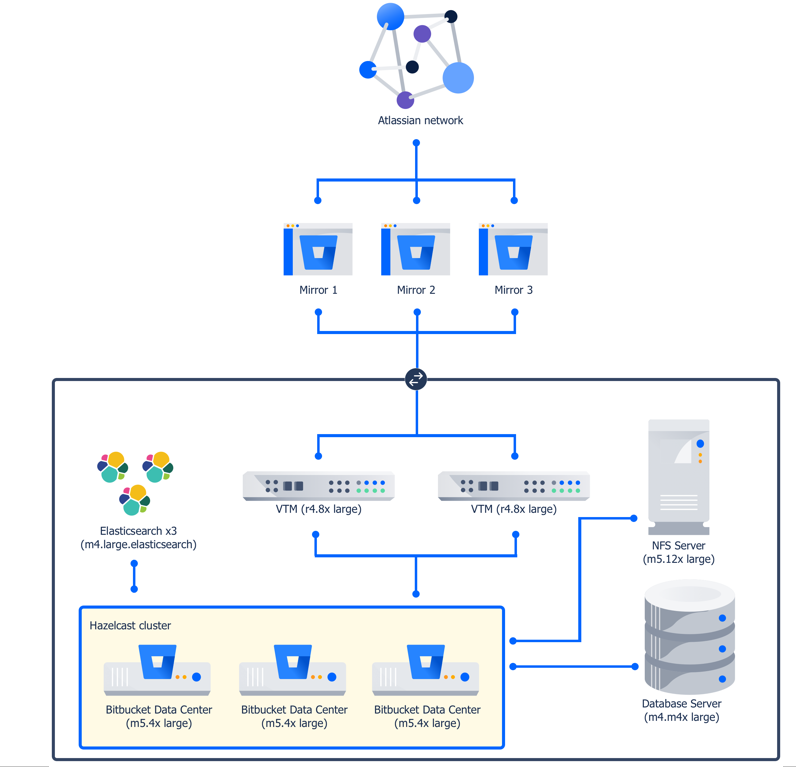 Atlassian network
Mirror 1
Mirror 2
Mirror 3
Elasticsearch x3
(m4.large.elasticsearch)
VTM (r4.8x large)
VTM (r4.8x large)
NFS Server
(m5.12x large)
Hazelcast cluster
Bitbucket Data Center
(m5.4x large)
Bitbucket Data Center
(m5.4x large)
Bitbucket Data Center
(m5.4x large)
Database Server
(m4.m4x large)